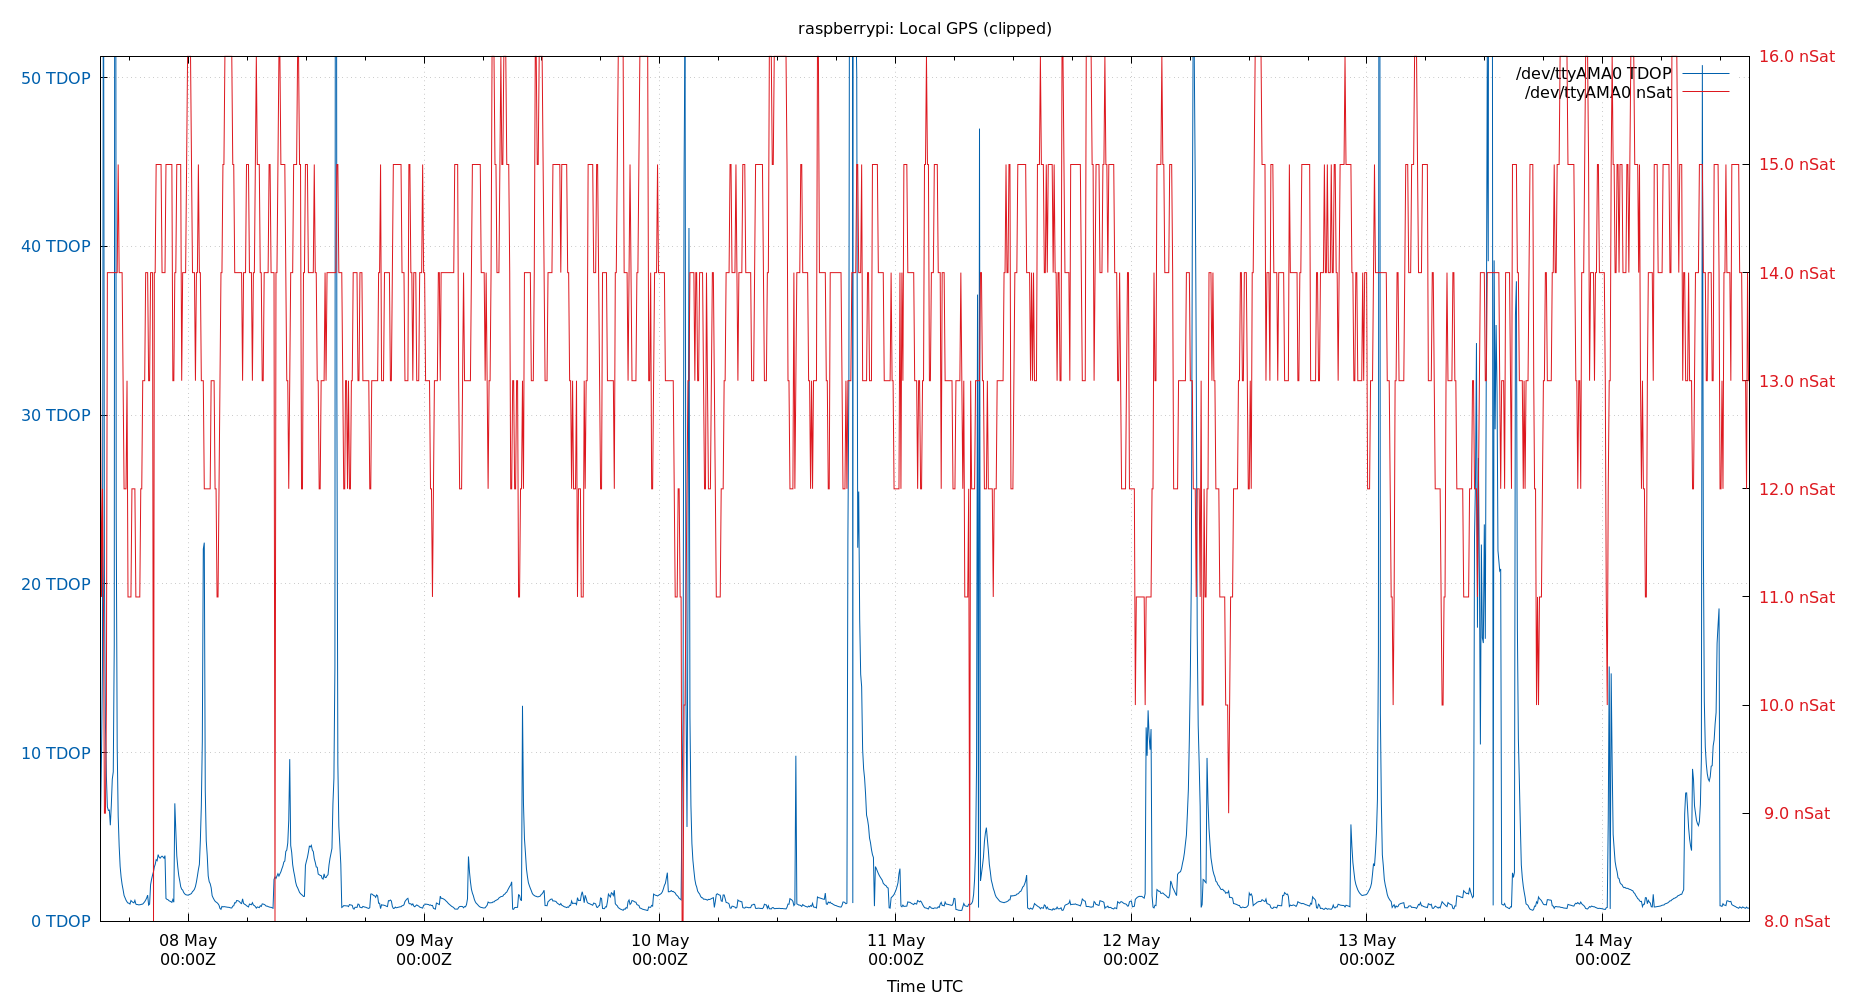 raspberrypi: Local GPS (clipped)
/dev/ttyAMA0 TDOP
/dev/ttyAMA0 nSat
50 TDOP
40 TDOP
30 TDOP
20 TDOP
10 TDOP
0 TDOP
16.0 nSat
15.0 nSat
14.0 nSat
13.0 nSat
12.0 nSat
11.0 nSat
10.0 nSat
9.0 nSat
8.0 nSat
08 May
00:00Z
09 May
00:00Z
10 May
00:00Z
11 May
00:00Z
12 May
00:00Z
13 May
00:00Z
14 May
00:00Z
Time UTC